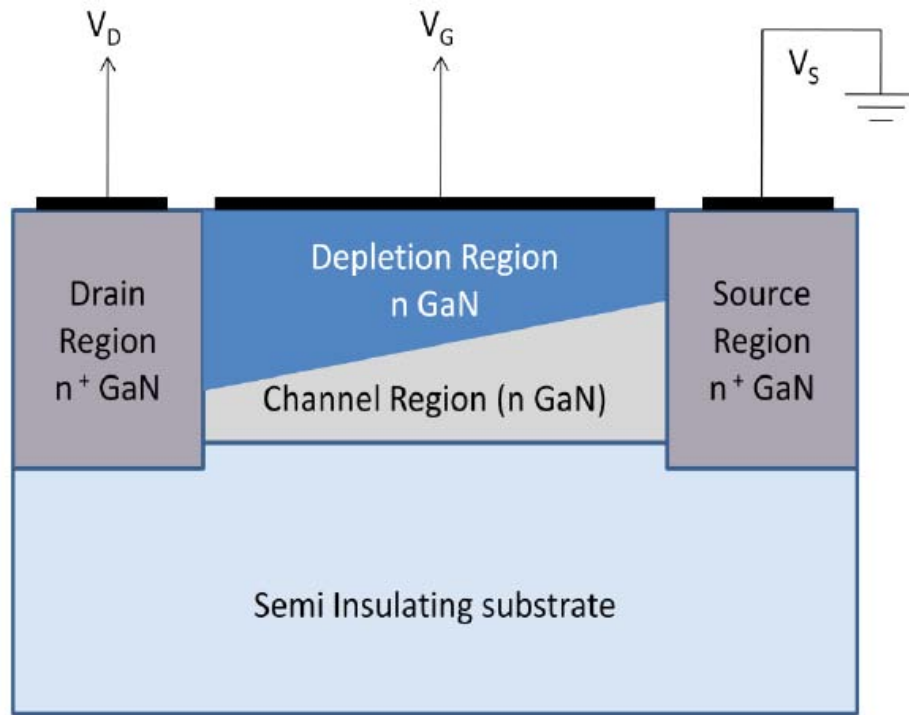 V_D
V_G
V_S
Depletion Region
n GaN
Drain
Region
n⁺ GaN
Source
Region
n⁺ GaN
Channel Region (n GaN)
Semi Insulating substrate